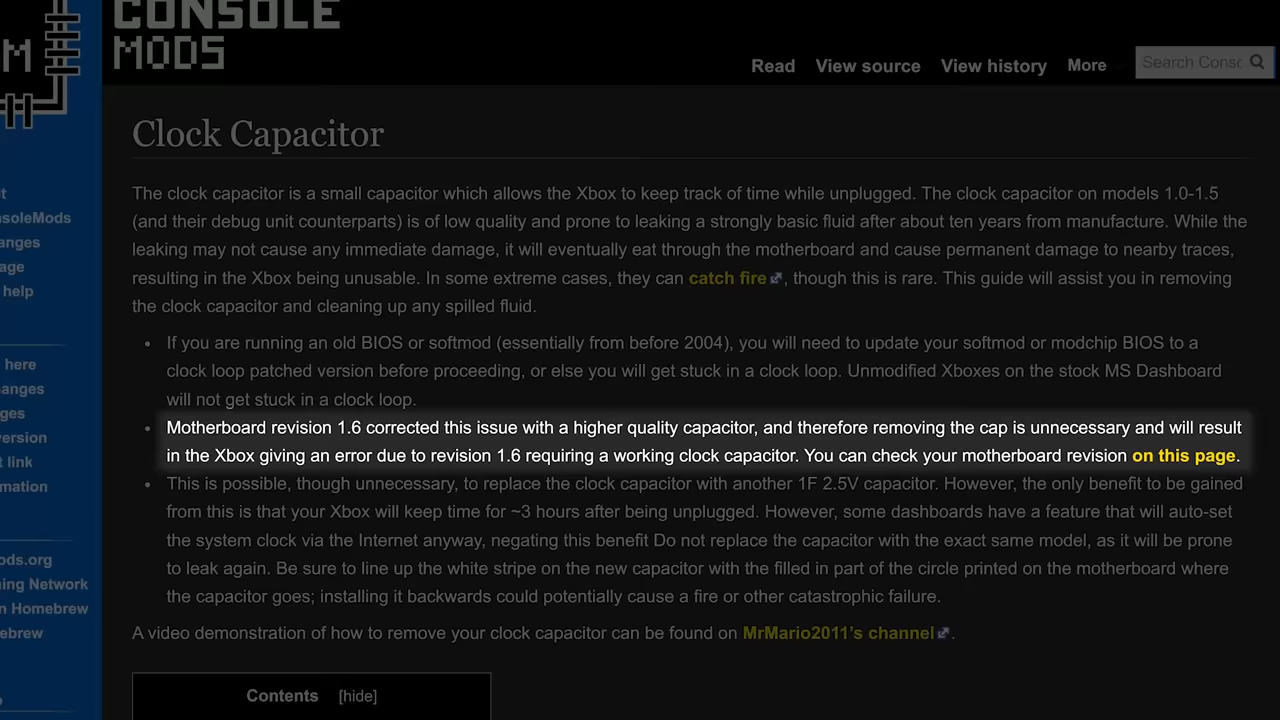 CONSOLE
MODS
M
Read View source View history More
Search Conso
Clock Capacitor
The clock capacitor is a small capacitor which allows the Xbox to keep track of time while unplugged. The clock capacitor on models 1.0-1.5
(and their debug unit counterparts) is of low quality and prone to leaking a strongly basic fluid after about ten years from manufacture. While the
leaking may not cause any immediate damage, it will eventually eat through the motherboard and cause permanent damage to nearby traces,
resulting in the Xbox being unusable. In some extreme cases, they can catch fire, though this is rare. This guide will assist you in removing
the clock capacitor and cleaning up any spilled fluid.
• If you are running an old BIOS or softmod (essentially from before 2004), you will need to update your softmod or modchip BIOS to a
clock loop patched version before proceeding, or else you will get stuck in a clock loop. Unmodified Xboxes on the stock MS Dashboard
will not get stuck in a clock loop.
• Motherboard revision 1.6 corrected this issue with a higher quality capacitor, and therefore removing the cap is unnecessary and will result
in the Xbox giving an error due to revision 1.6 requiring a working clock capacitor. You can check your motherboard revision on this page.
• This is possible, though unnecessary, to replace the clock capacitor with another 1F 2.5V capacitor. However, the only benefit to be gained
from this is that your Xbox will keep time for ~3 hours after being unplugged. However, some dashboards have a feature that will auto-set
the system clock via the Internet anyway, negating this benefit Do not replace the capacitor with the exact same model, as it will be prone
to leak again. Be sure to line up the white stripe on the new capacitor with the filled in part of the circle printed on the motherboard where
the capacitor goes; installing it backwards could potentially cause a fire or other catastrophic failure.
A video demonstration of how to remove your clock capacitor can be found on MrMario2011's channel.
Contents [hide]
t
nsoleMods
anges
age
help
here
anges
ges
version
t link
mation
ods.org
ning Network
n Homebrew
ebrew